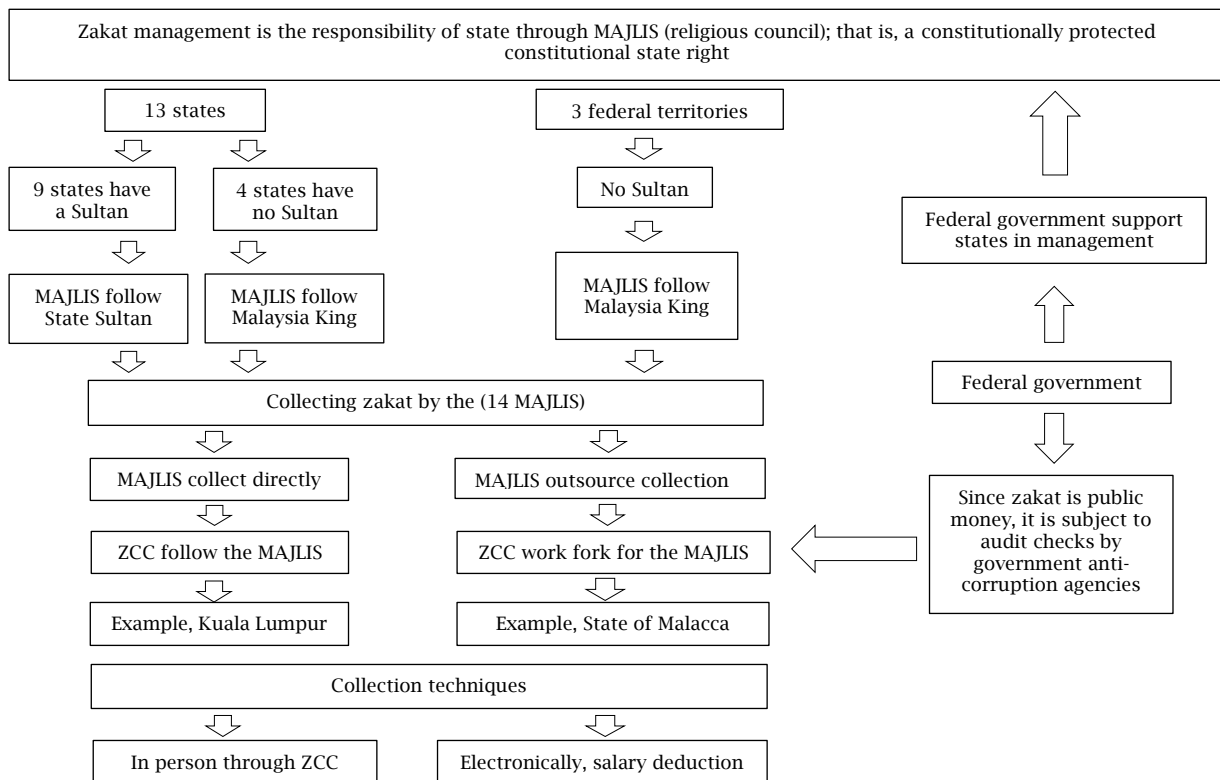 Zakat management is the responsibility of state through MAJLIS (religious council); that is, a constitutionally protected
constitutional state right
13 states
3 federal territories
9 states have
a Sultan
4 states have
no Sultan
No Sultan
Federal government support
states in management
MAJLIS follow
State Sultan
MAJLIS follow
Malaysia King
MAJLIS follow
Malaysia King
Federal government
Collecting zakat by the (14 MAJLIS)
MAJLIS collect directly
MAJLIS outsource collection
Since zakat is public
money, it is subject to
audit checks by
government anti-
corruption agencies
ZCC follow the MAJLIS
ZCC work fork for the MAJLIS
Example, Kuala Lumpur
Example, State of Malacca
Collection techniques
In person through ZCC
Electronically, salary deduction